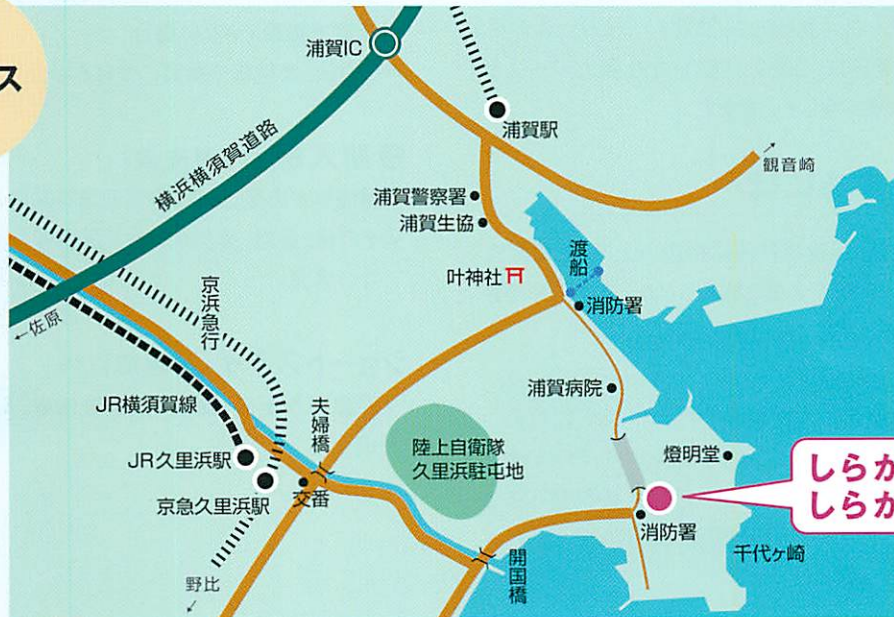 ス
浦賀IC
浦賀駅
横浜横須賀道路
観音崎
浦賀警察署
浦賀生協
渡船
叶神社
消防署
京浜急行
←佐原
浦賀病院
JR横須賀線
夫婦橋
陸上自衛隊
久里浜駐屯地
燈明堂
JR久里浜駅
しらか
しらか
京急久里浜駅
交番
消防署
千代ヶ崎
開国橋
野比